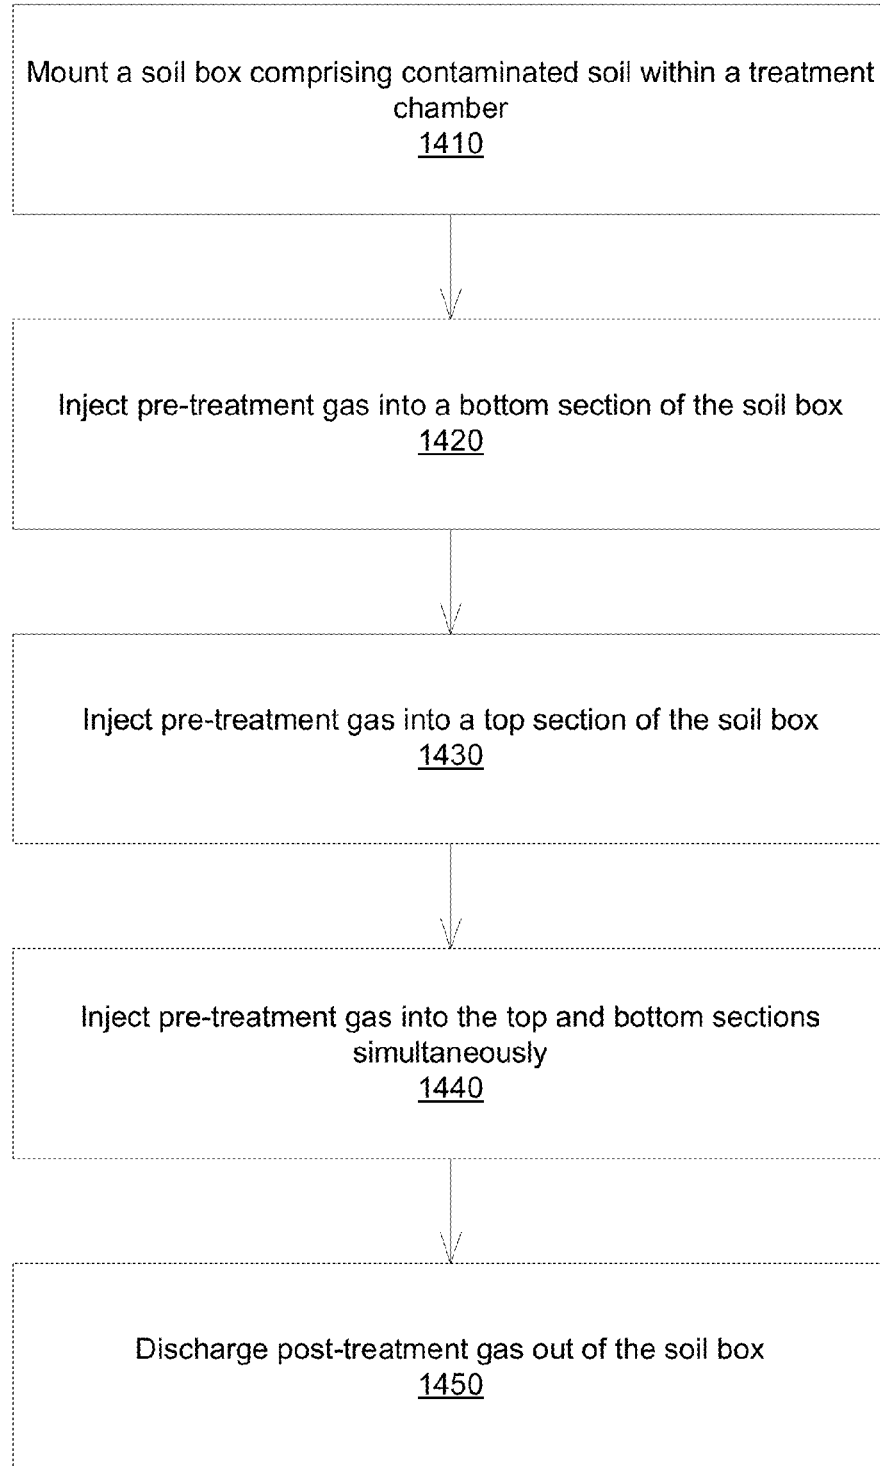 Mount a soil box comprising contaminated soil within a treatment
chamber
1410
Inject pre-treatment gas into a bottom section of the soil box
1420
Inject pre-treatment gas into a top section of the soil box
1430
Inject pre-treatment gas into the top and bottom sections
simultaneously
1440
Discharge post-treatment gas out of the soil box
1450